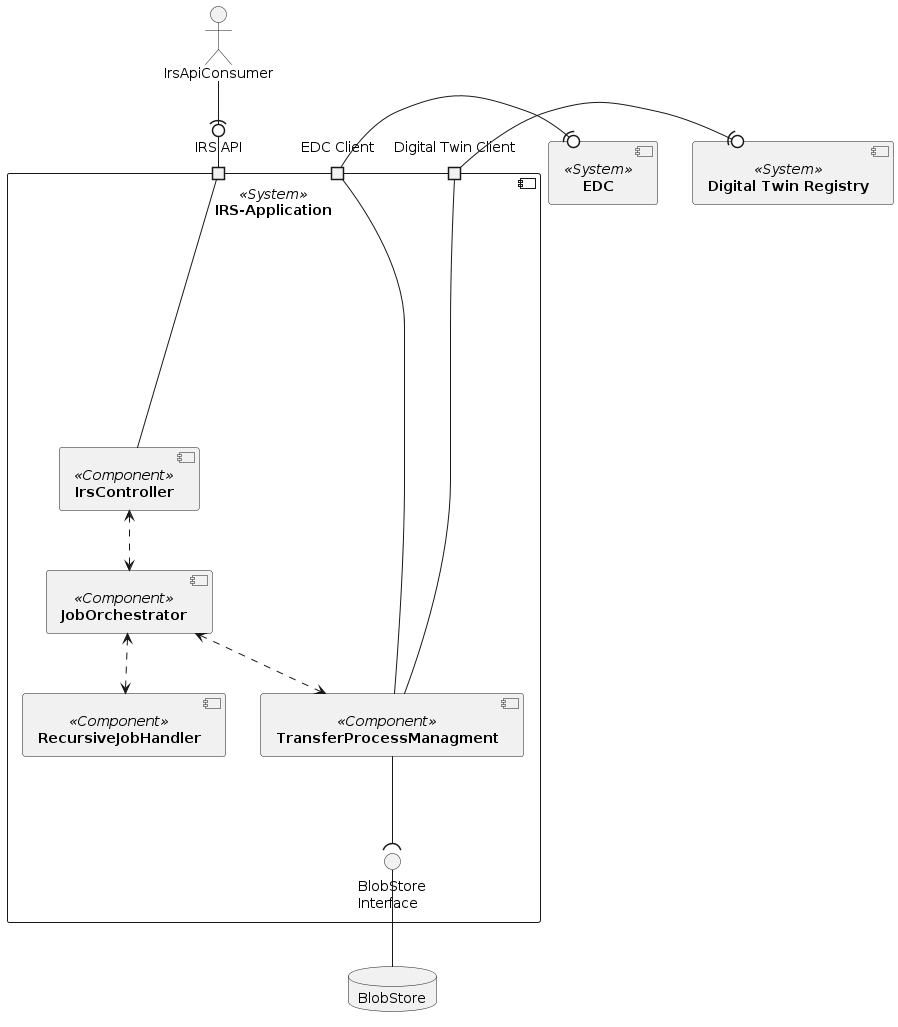 IrsApiConsumer
IRS API
EDC Client
Digital Twin Client
«System»
EDC
«System»
Digital Twin Registry
«System»
IRS-Application
«Component»
IrsController
«Component»
JobOrchestrator
«Component»
RecursiveJobHandler
«Component»
TransferProcessManagment
BlobStore
Interface
BlobStore